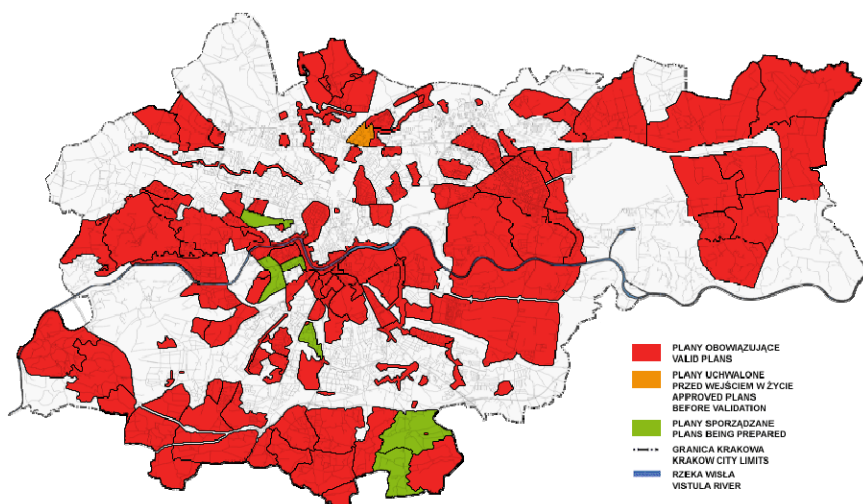 PLANY OBOWIĄZUJĄCE
VALID PLANS
PLANY UCHWALONE
PRZED WEJŚCIEM W ŻYCIE
APPROVED PLANS
BEFORE VALIDATION
PLANY SPORZĄDZANE
PLANS BEING PREPARED
GRANICA KRAKOWA
KRAKOW CITY LIMITS
RZEKA WISŁA
VISTULA RIVER